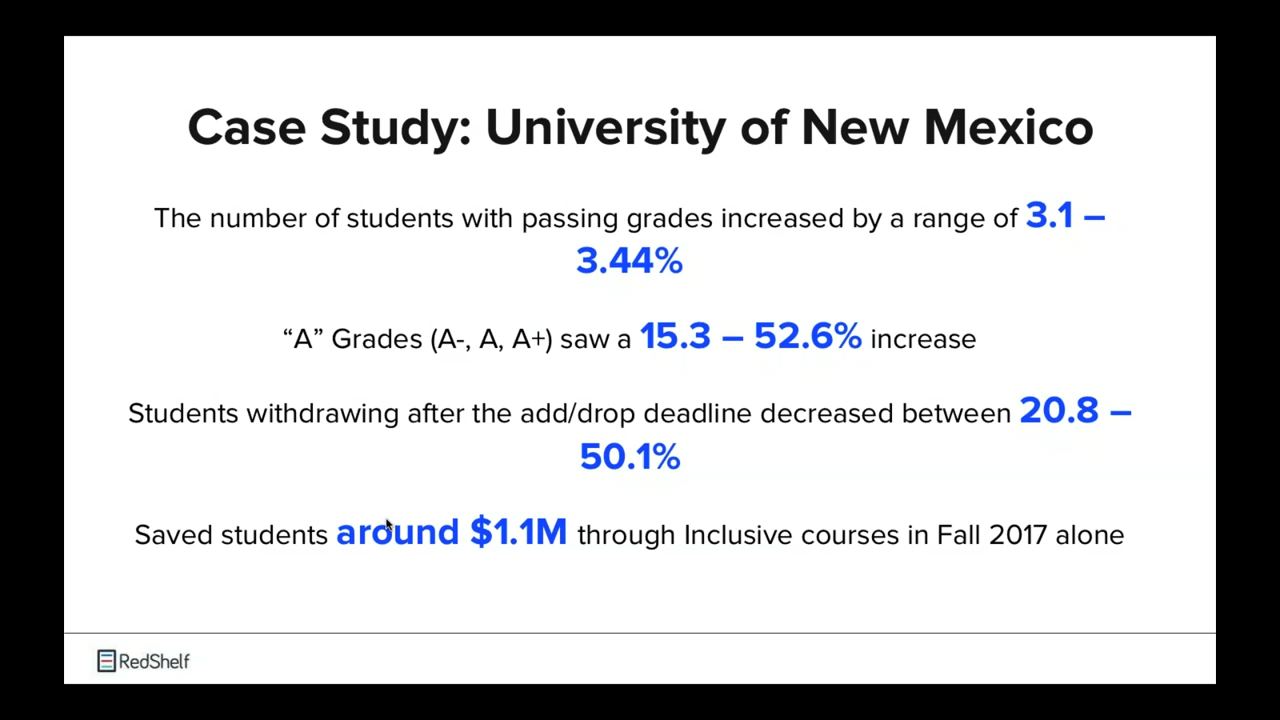 Case Study: University of New Mexico
The number of students with passing grades increased by a range of 3.1 –
3.44%
“A” Grades (A-, A, A+) saw a 15.3 – 52.6% increase
Students withdrawing after the add/drop deadline decreased between 20.8 –
50.1%
Saved students around $1.1M through Inclusive courses in Fall 2017 alone
RedShelf